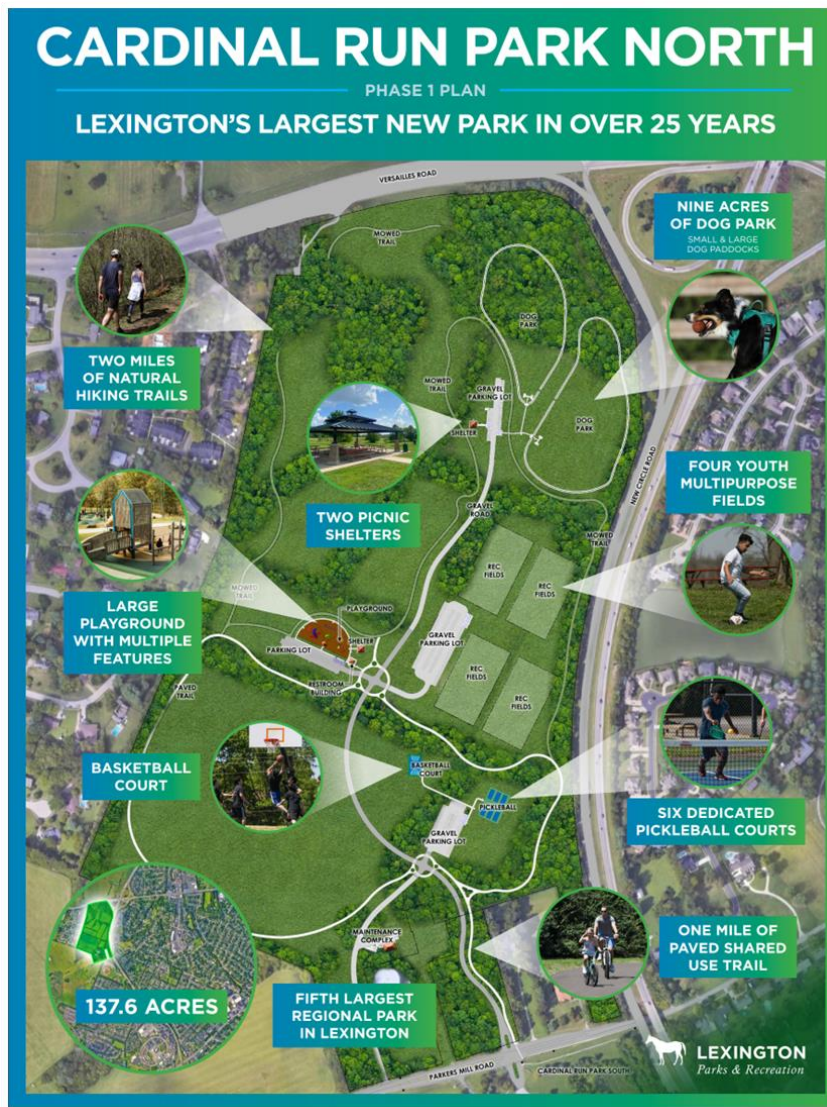 CARDINAL RUN PARK NORTH
PHASE 1 PLAN
LEXINGTON'S LARGEST NEW PARK IN OVER 25 YEARS
VERSAILLES ROAD
NINE ACRES
OF DOG PARK
SMALL & LARGE
DOG PADDOCKS
MOWED
TRAIL
DOG
PARK
TWO MILES
OF NATURAL
HIKING TRAILS
MOWED
TRAIL
GRAVEL
PARKING LOT
SHELTER
DOG
PARK
NEW CIRCLE ROAD
FOUR YOUTH
MULTIPURPOSE
FIELDS
TWO PICNIC
SHELTERS
GRAVEL
ROAD
MOWED
TRAIL
REC
FIELDS
REC
FIELDS
MOWED
TRAIL
LARGE
PLAYGROUND
WITH MULTIPLE
FEATURES
PLAYGROUND
SHELTER
PARKING LOT
GRAVEL
PARKING LOT
REC
FIELDS
REC
FIELDS
RESTROOM
BUILDING
PAVED
TRAIL
BASKETBALL
COURT
BASKETBALL
COURT
PICKLEBALL
SIX DEDICATED
PICKLEBALL COURTS
GRAVEL
PARKING LOT
MAINTENANCE
COMPLEX
ONE MILE OF
PAVED SHARED
USE TRAIL
137.6 ACRES
FIFTH LARGEST
REGIONAL PARK
IN LEXINGTON
PARKERS MILL ROAD
CARDINAL RUN PARK SOUTH
LEXINGTON
Parks & Recreation